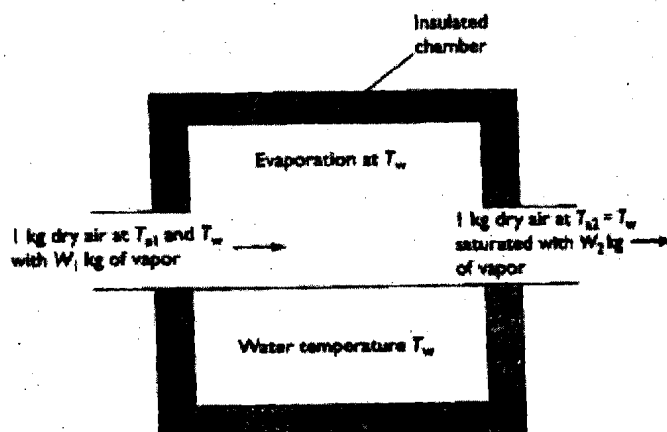 Insulated
chamber
Evaporation at T_w
1 kg dry air at T_a1 and T_w
with W_1 kg of vapor
1 kg dry air at T_a2 = T_w
saturated with W_2 kg
of vapor
Water temperature T_w